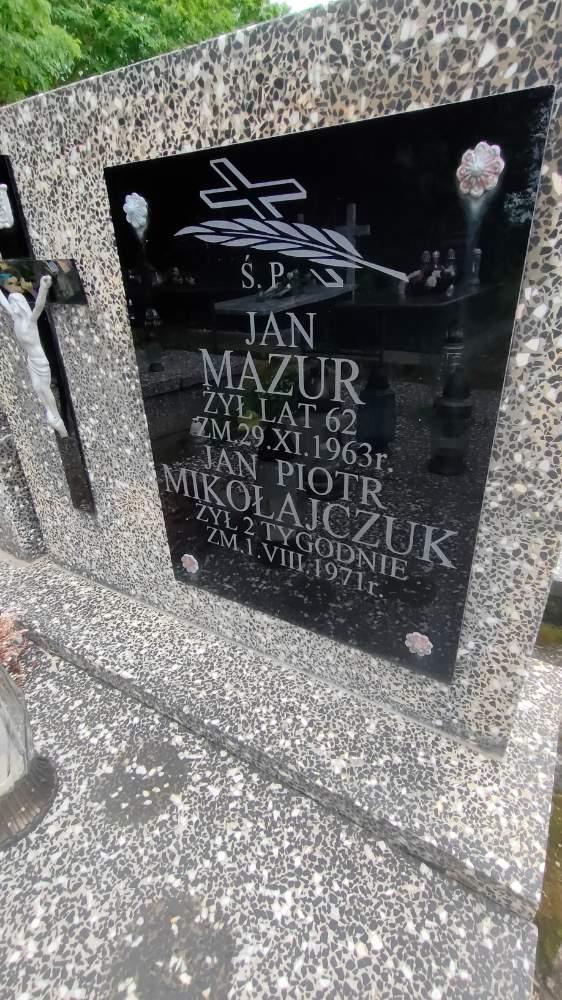 Ś.P.
JAN
MAZUR
ŻYŁ LAT 62
ZM.29.XI.1963r.
JAN PIOTR
MIKOŁAJCZUK
ŻYŁ 2 TYGODNIE
ZM.1.VIII.1971r.